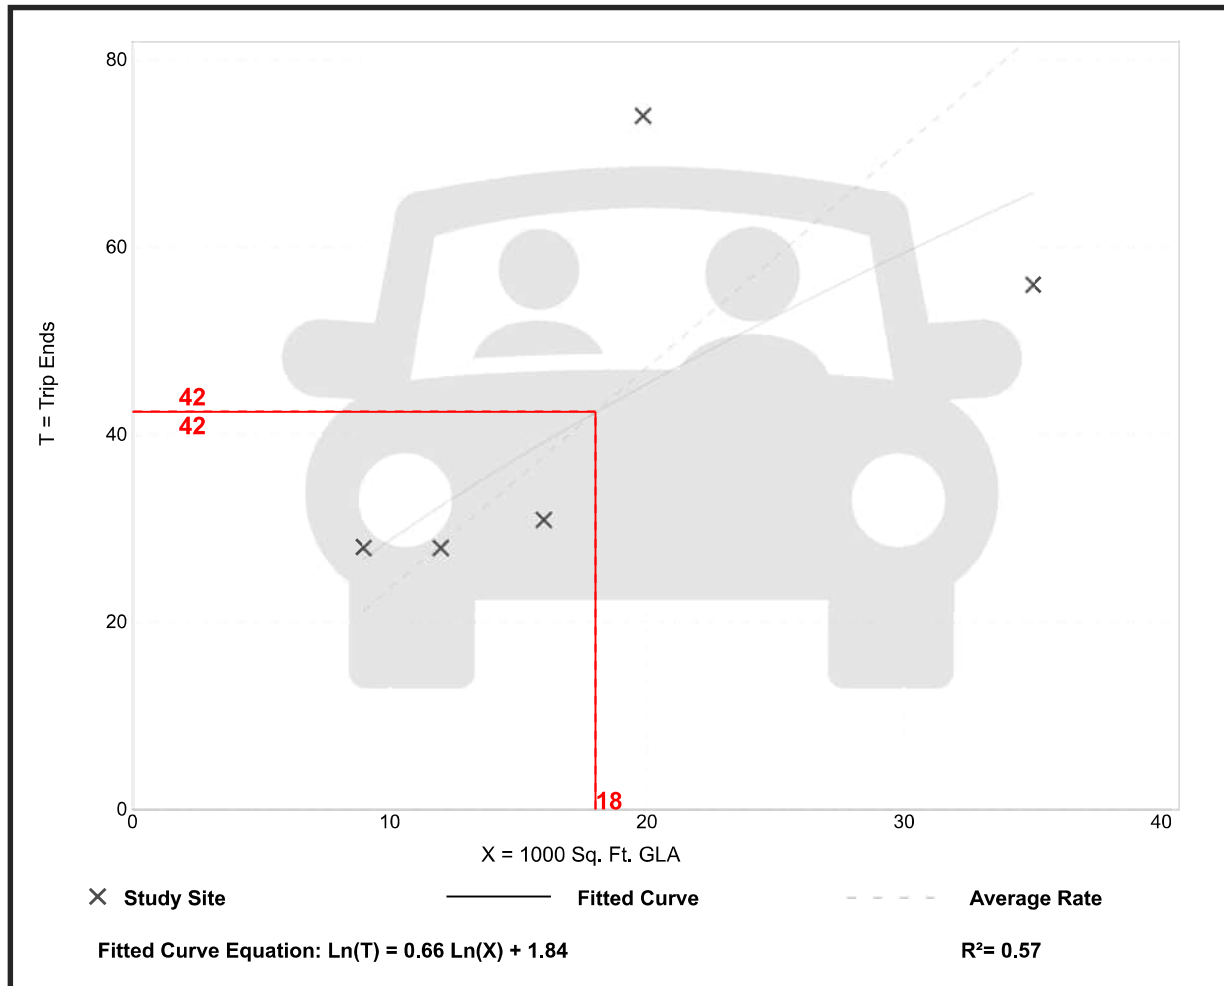 80
60
40
20
0
T = Trip Ends
42
42
18
0 10 20 30 40
X = 1000 Sq. Ft. GLA
Study Site Fitted Curve Average Rate
Fitted Curve Equation: Ln(T) = 0.66 Ln(X) + 1.84 R²= 0.57